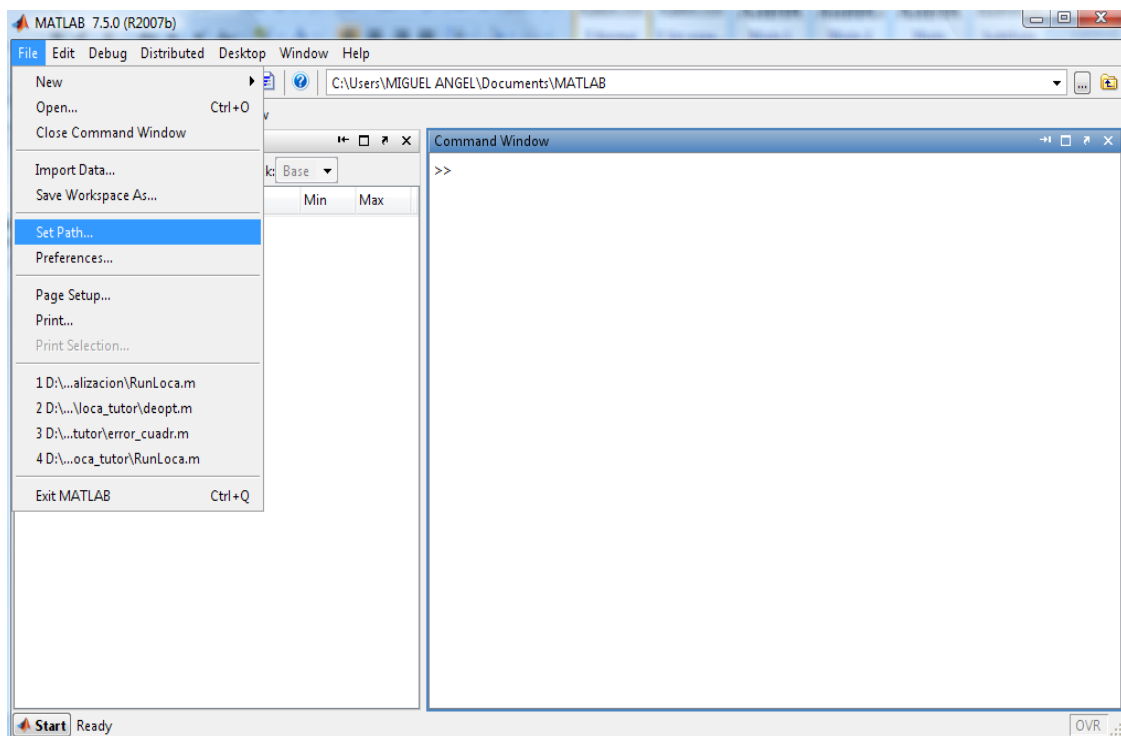 MATLAB 7.5.0 (R2007b)
File Edit Debug Distributed Desktop Window Help
C:\Users\MIGUEL ANGEL\Documents\MATLAB
New
Open... Ctrl+O
Close Command Window
Import Data...
Save Workspace As...
Set Path...
Preferences...
Page Setup...
Print...
Print Selection...
1 D:\...alizacion\RunLoca.m
2 D:\...\loca_tutor\deopt.m
3 D:\...tutor\error_cuadr.m
4 D:\...oca_tutor\RunLoca.m
Exit MATLAB Ctrl+Q
Base
Min Max
Command Window
>>
Start Ready
OVR